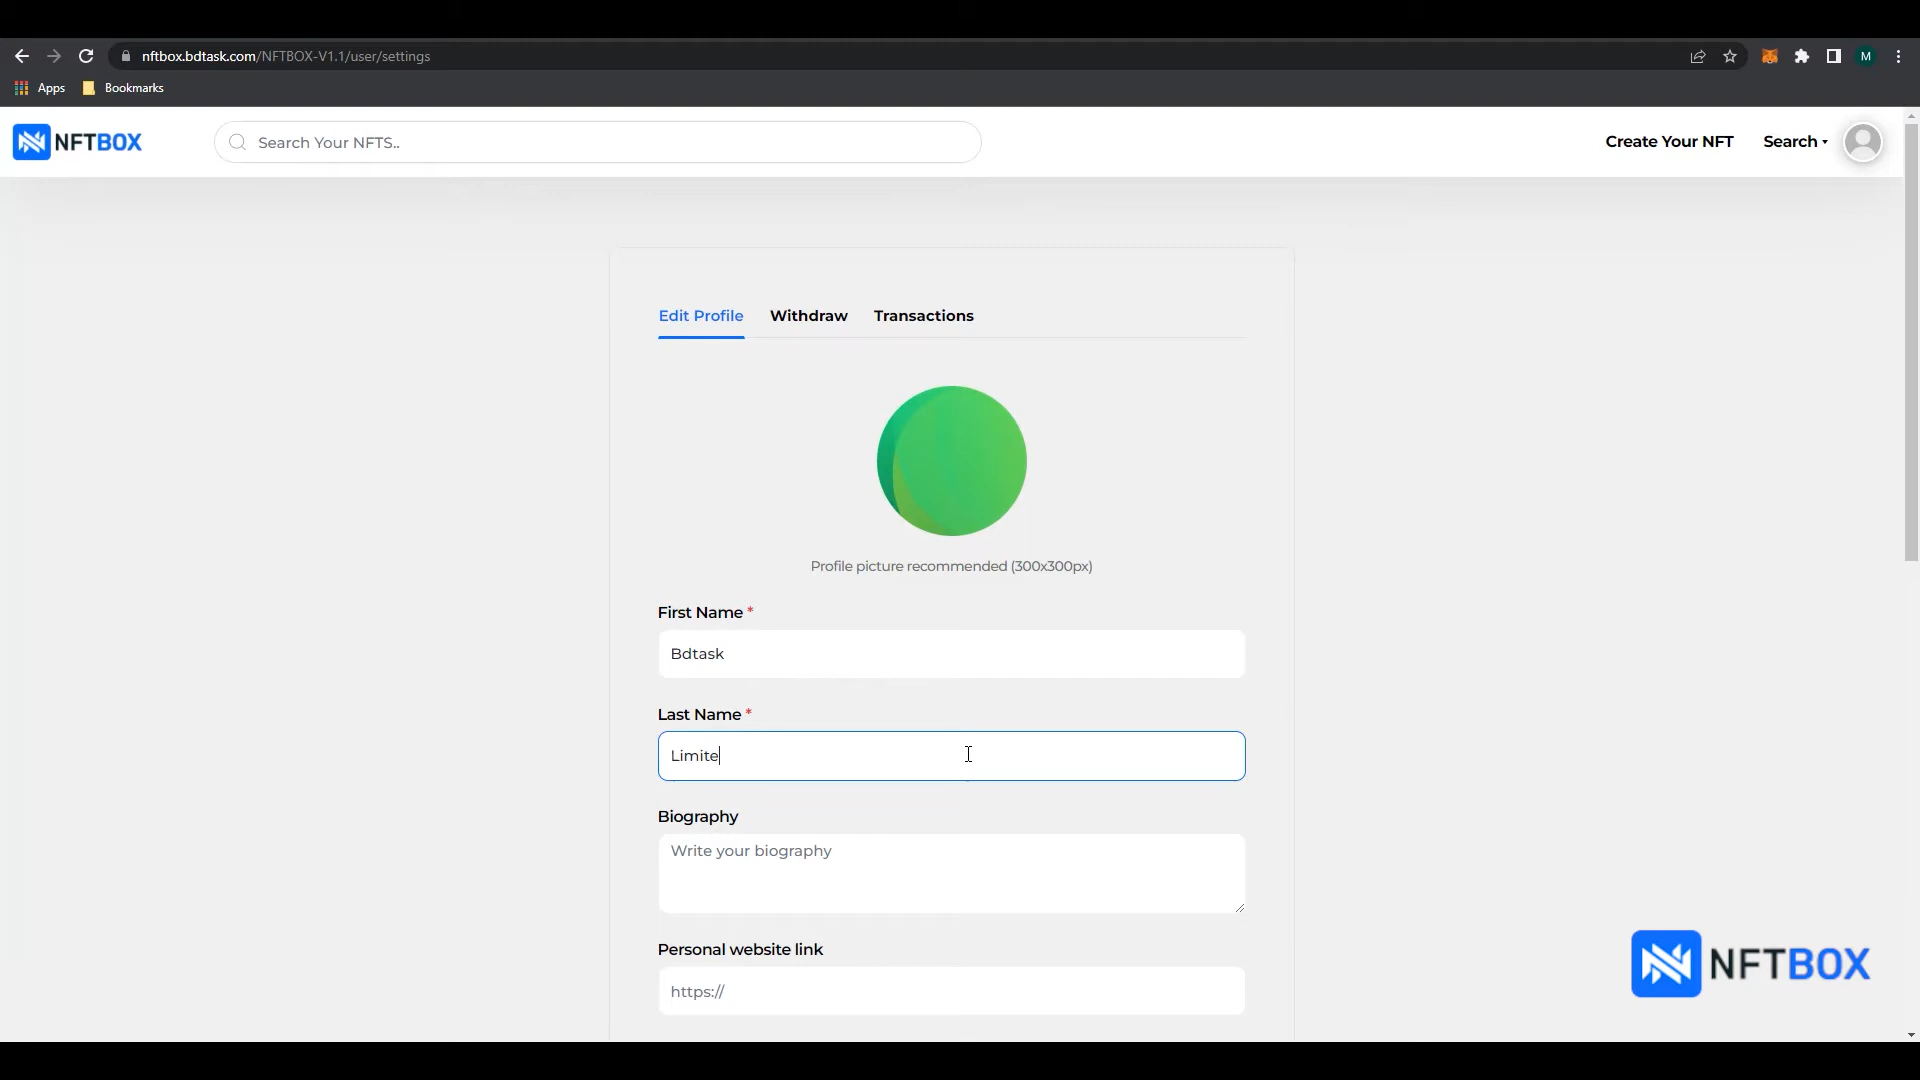 nftbox.bdtask.com/NFTBOX-V1.1/user/settings
M
Apps
Bookmarks
NFTBOX
Search Your NFTS..
Create Your NFT
Search
Edit Profile
Withdraw
Transactions
Profile picture recommended (300x300px)
First Name *
Bdtask
Last Name *
Limite
Biography
Write your biography
Personal website link
https://
NFTBOX